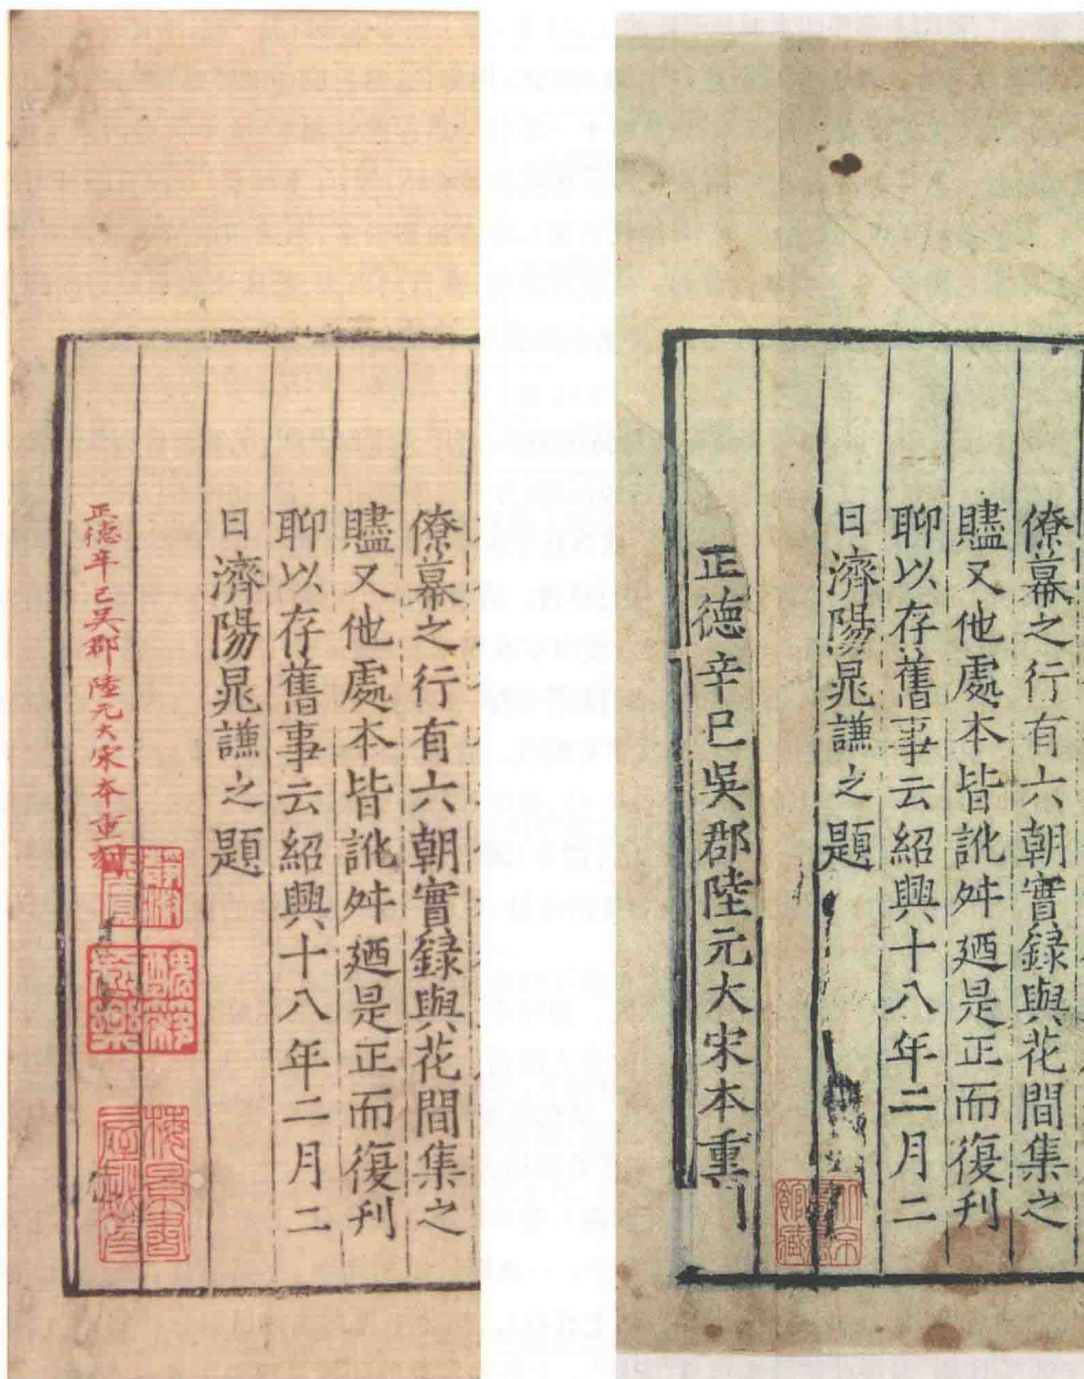 僚幕之行有六朝實録與花間集之
贐又他處本皆訛舛廼是正而復刊
聊以存舊事云紹興十八年二月二
日濟陽晁謙之題
正德辛巳吳郡陸元大宋本重刻
僚幕之行有六朝實録與花間集之
贐又他處本皆訛舛廼是正而復刊
聊以存舊事云紹興十八年二月二
日濟陽晁謙之題
正德辛巳吳郡陸元大宋本重